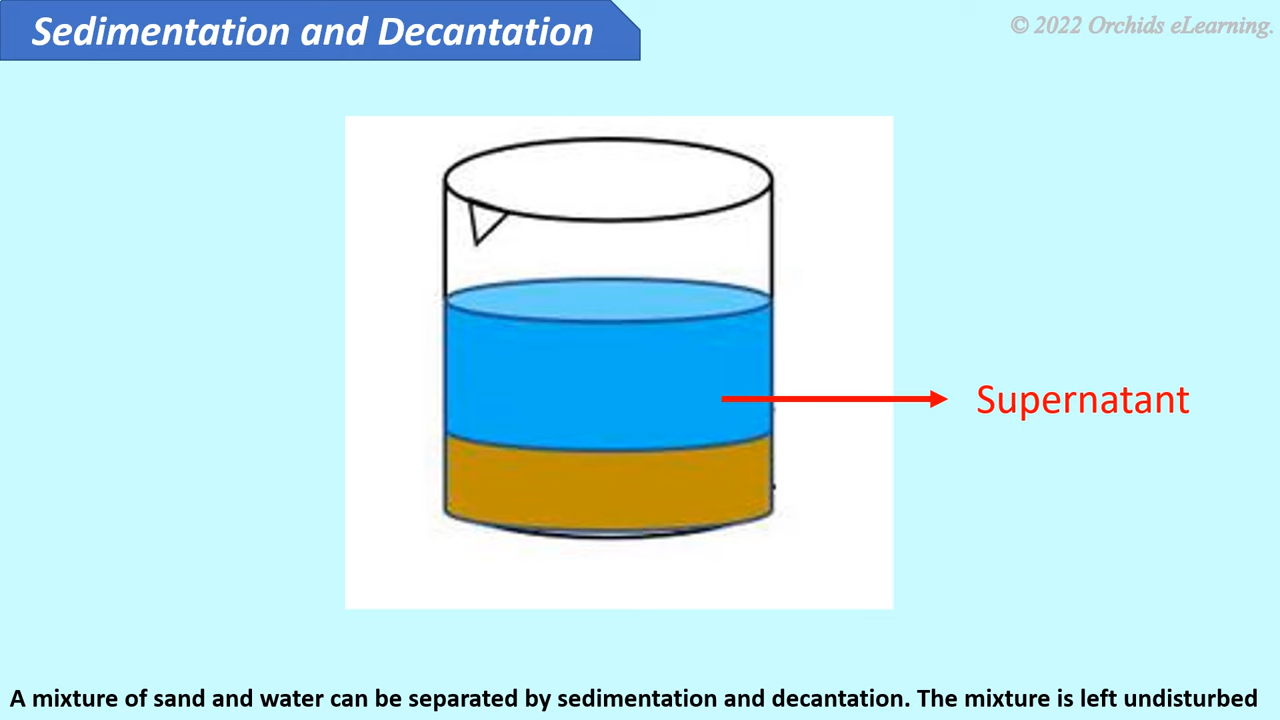 Sedimentation and Decantation
© 2022 Orchids eLearning.
Supernatant
A mixture of sand and water can be separated by sedimentation and decantation. The mixture is left undisturbed